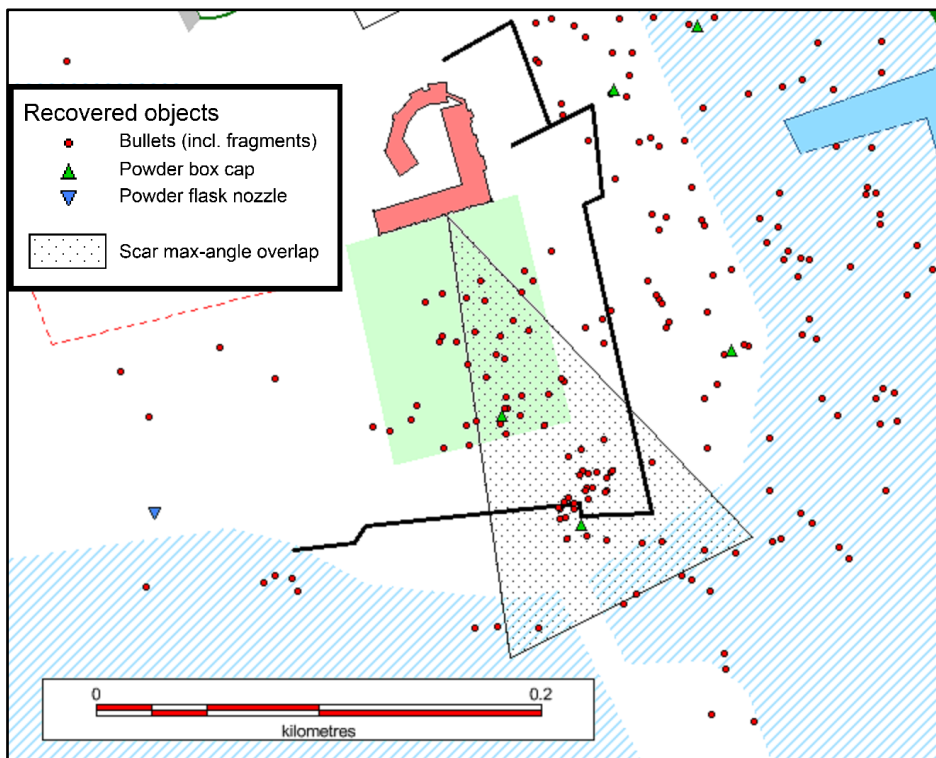 Recovered objects
Bullets (incl. fragments)
Powder box cap
Powder flask nozzle
Scar max-angle overlap
0 0.2
kilometres